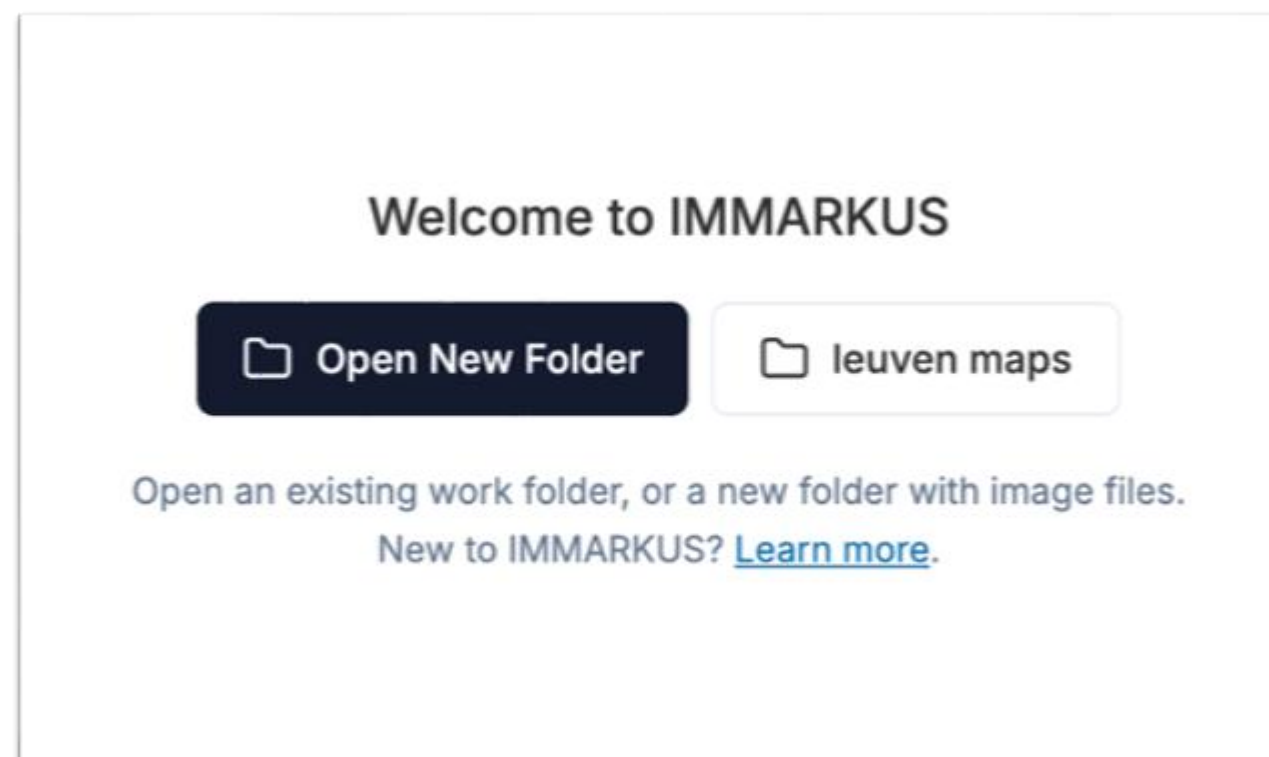 Welcome to IMMARKUS
Open New Folder
leuven maps
Open an existing work folder, or a new folder with image files.
New to IMMARKUS? Learn more.